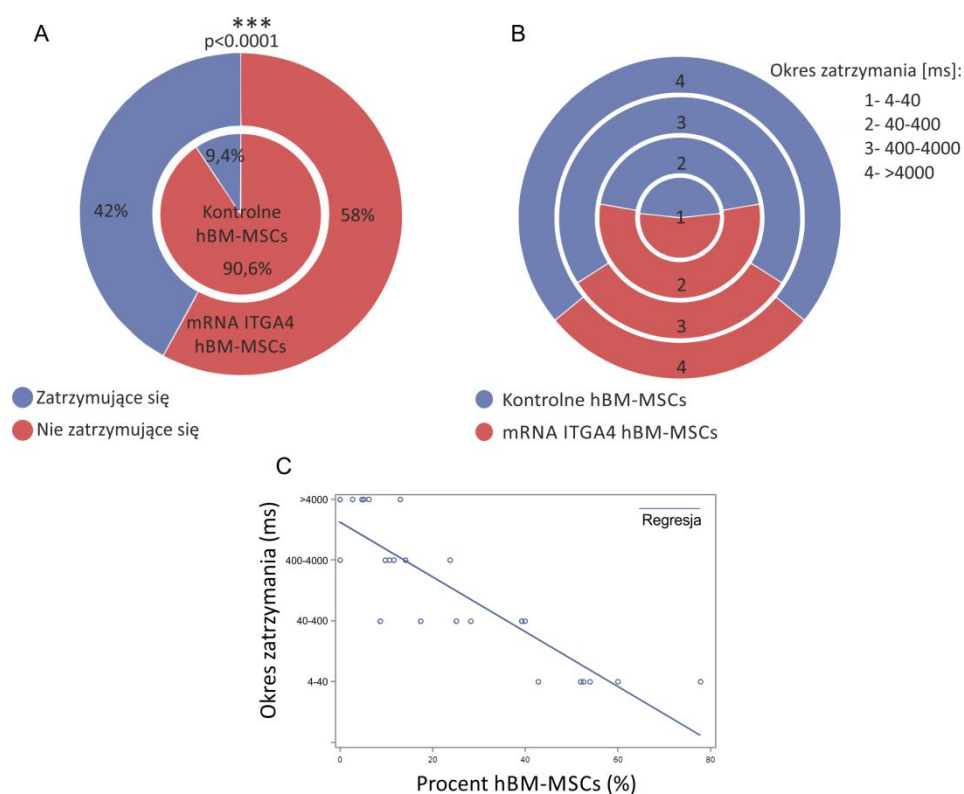 A
***
p<0.0001
9,4%
42%
58%
Kontrolne
hBM-MSCs
90,6%
mRNA ITGA4
hBM-MSCs
Zatrzymujące się
Nie zatrzymujące się
B
4
3
2
1
2
3
4
Okres zatrzymania [ms]:
1- 4-40
2- 40-400
3- 400-4000
4- >4000
Kontrolne hBM-MSCs
mRNA ITGA4 hBM-MSCs
C
Okres zatrzymania (ms)
>4000
400-4000
40-400
4-40
Regresja
0 20 40 60 80
Procent hBM-MSCs (%)